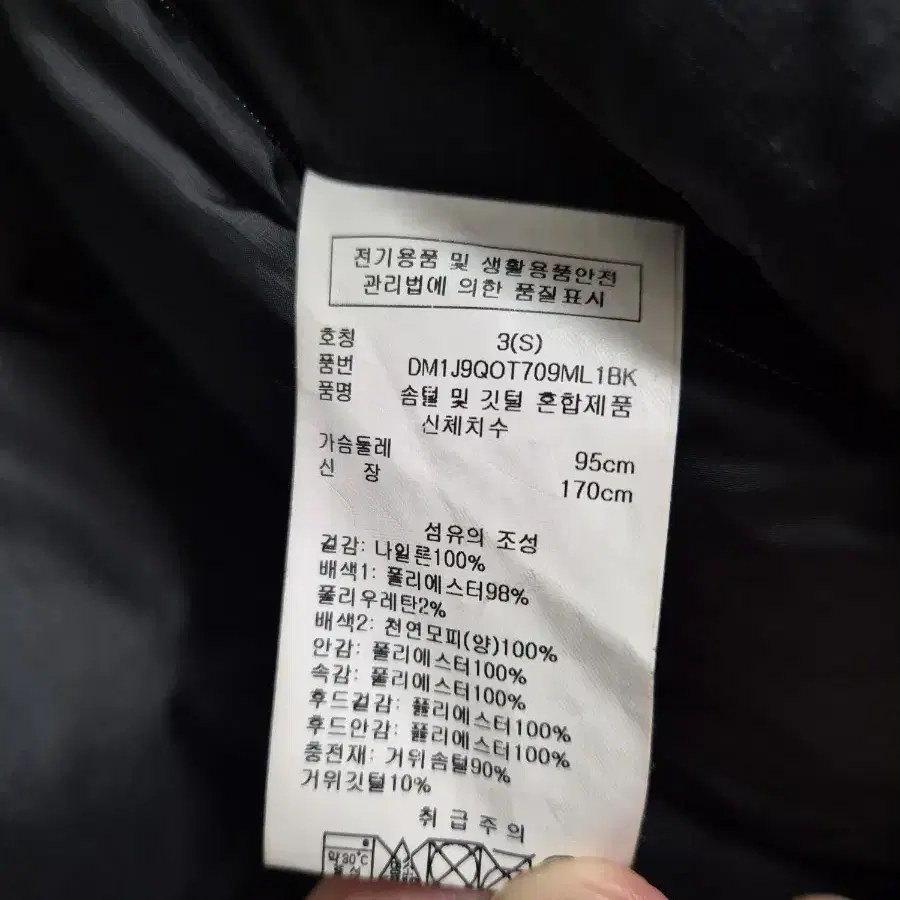 전기용품 및 생활용품안전
관리법에 의한 품질표시
호칭 3(S)
품번 DM1J9QOT709ML1BK
품명 솜털 및 깃털 혼합제품
신체치수
가슴둘레 95cm
신 장 170cm
섬유의 조성
겉감: 나일론100%
배색1: 폴리에스터98%
폴리우레탄2%
배색2: 천연모피(양)100%
안감: 폴리에스터100%
속감: 폴리에스터100%
후드겉감: 폴리에스터100%
후드안감: 폴리에스터100%
충전재: 거위솜털90%
거위깃털10%
취급주의
약30℃